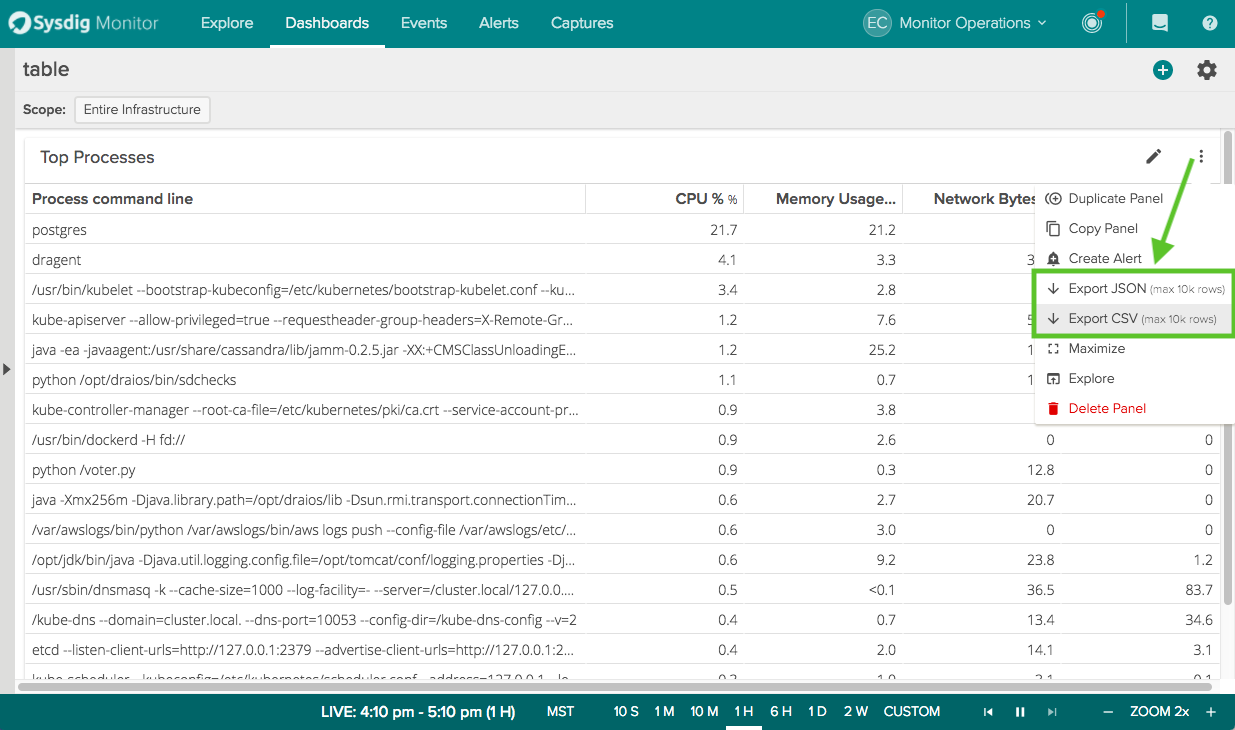 Sysdig Monitor Explore Dashboards Events Alerts Captures EC Monitor Operations
table
Scope: Entire Infrastructure
Top Processes
Process command line CPU % % Memory Usage... Network Bytes
Duplicate Panel
postgres 21.7 21.2
Copy Panel
dragent 4.1 3.3 3
Create Alert
/usr/bin/kubelet --bootstrap-kubeconfig=/etc/kubernetes/bootstrap-kubelet.conf --ku... 3.4 2.8
Export JSON (max 10k rows)
kube-apiserver --allow-privileged=true --requestheader-group-headers=X-Remote-Gr... 1.2 7.6
Export CSV (max 10k rows)
java -ea -javaagent:/usr/share/cassandra/lib/jamm-0.2.5.jar -XX:+CMSClassUnloadingE... 1.2 25.2 1
Maximize
python /opt/draios/bin/sdchecks 1.1 0.7 1
Explore
kube-controller-manager --root-ca-file=/etc/kubernetes/pki/ca.crt --service-account-pr... 0.9 3.8
Delete Panel
/usr/bin/dockerd -H fd:// 0.9 2.6 0 0
python /voter.py 0.9 0.3 12.8 0
java -Xmx256m -Djava.library.path=/opt/draios/lib -Dsun.rmi.transport.connectionTim... 0.6 2.7 20.7 0
/var/awslogs/bin/python /var/awslogs/bin/aws logs push --config-file /var/awslogs/etc/... 0.6 3.0 0 0
/opt/jdk/bin/java -Djava.util.logging.config.file=/opt/tomcat/conf/logging.properties -Dj... 0.6 9.2 23.8 1.2
/usr/sbin/dnsmasq -k --cache-size=1000 --log-facility=- --server=/cluster.local/127.0.0.... 0.5 <0.1 36.5 83.7
/kube-dns --domain=cluster.local. --dns-port=10053 --config-dir=/kube-dns-config --v=2 0.4 0.7 13.4 34.6
etcd --listen-client-urls=http://127.0.0.1:2379 --advertise-client-urls=http://127.0.0.1:2... 0.4 2.0 14.1 3.1
kube-scheduler --kubeconfig=/etc/kubernetes/scheduler.conf --address=127.0.0.1 --le...
LIVE: 4:10 pm - 5:10 pm (1 H) MST 10 S 1 M 10 M 1 H 6 H 1 D 2 W CUSTOM ZOOM 2x